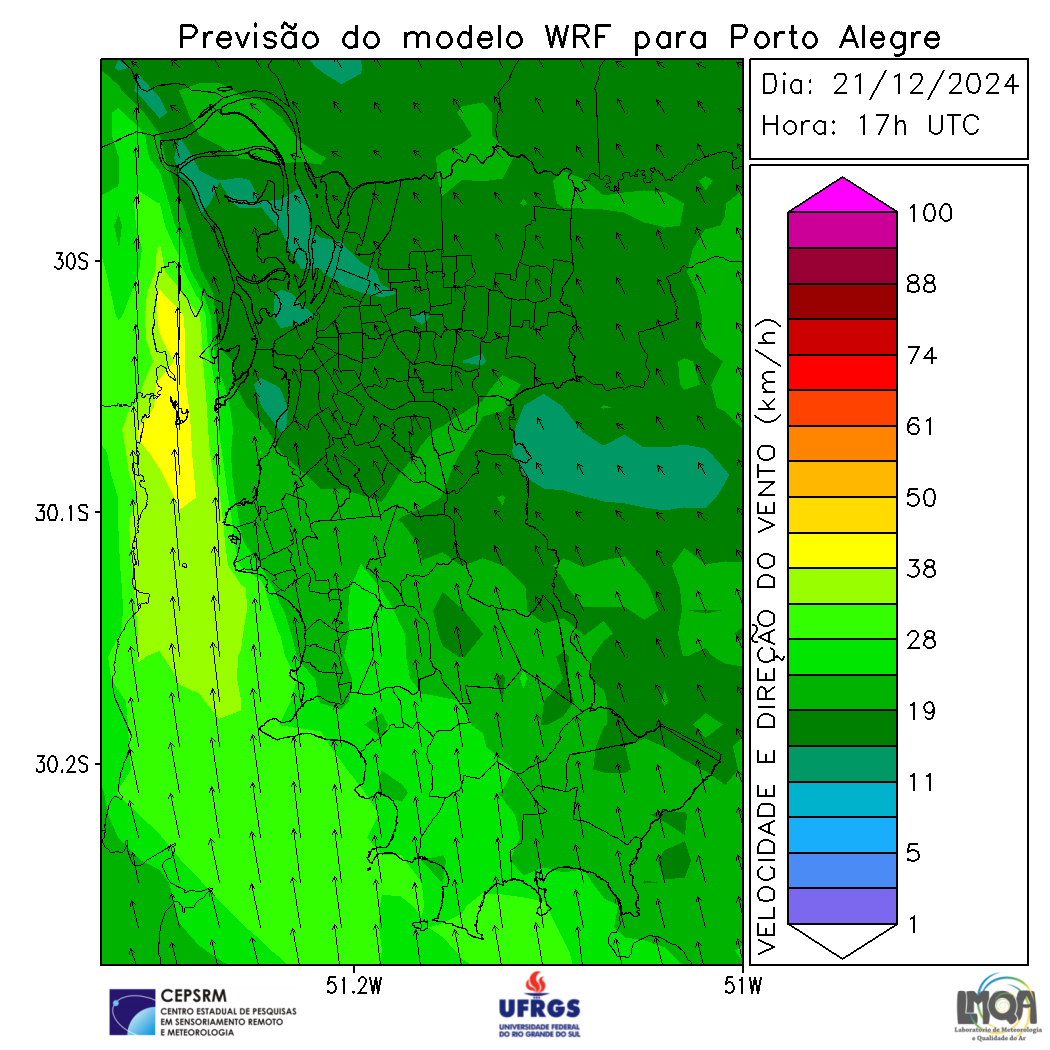 Previsão do modelo WRF para Porto Alegre
Dia: 21/12/2024
Hora: 17h UTC
30S
30.1S
30.2S
51.2W
51W
VELOCIDADE E DIREÇÃO DO VENTO (km/h)
100
88
74
61
50
38
28
19
11
5
1
CEPSRM
CENTRO ESTADUAL DE PESQUISAS
EM SENSORIAMENTO REMOTO
E METEOROLOGIA
UFRGS
UNIVERSIDADE FEDERAL
DO RIO GRANDE DO SUL
LMQA
Laboratório de Meteorologia
e Qualidade do Ar